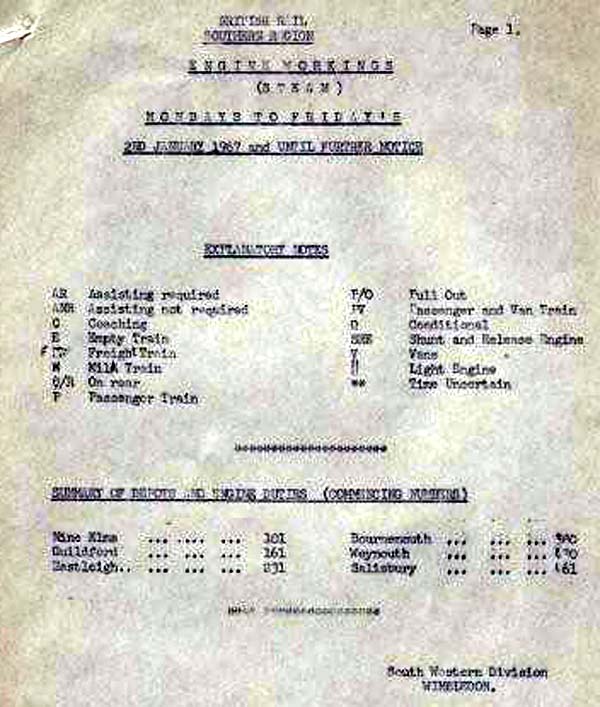 BRITISH RAIL
SOUTHERN REGION
Page 1.
ENGINE WORKINGS
(STEAM)
MONDAYS TO FRIDAY'S
2ND JANUARY 1967 and UNTIL FURTHER NOTICE
EXPLANATORY NOTES
AR Assisting required
ANR Assisting not required
C Coaching
E Empty Train
Freight Train
M Milk Train
O/R On rear
P Passenger Train
P/O Pull Out
PV Passenger and Van Train
Q Conditional
SRE Shunt and Release Engine
V Vans
Light Engine
** Time Uncertain
SUMMARY OF DEPOTS AND ENGINE DUTIES (COMMENCING NUMBERS)
Nine Elms ... .... ... 101
Guildford ... ... ... 161
Eastleigh.. ... ... 231
Bournemouth ... ... ...
Weymouth ... ... ...
Salisbury ... ... ...
South Western Division
WIMBLEDON.